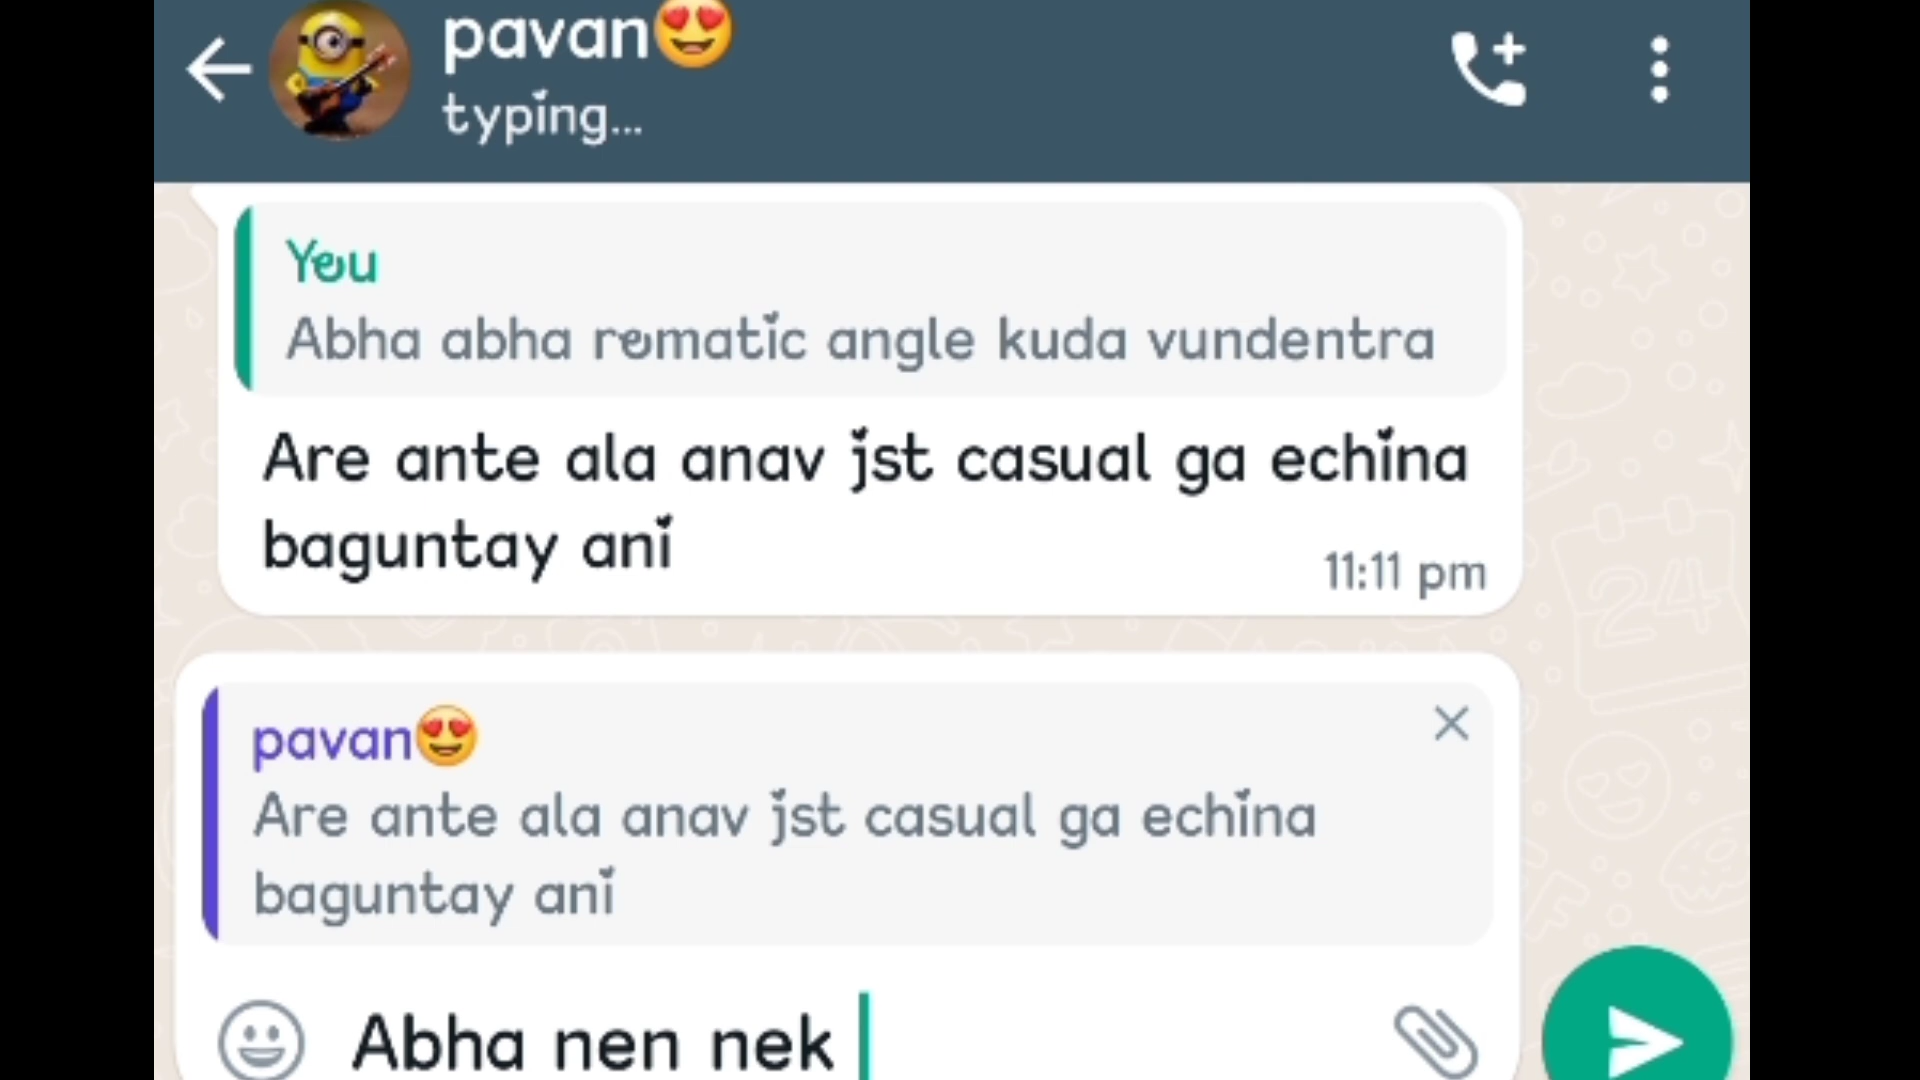 pavan😍
typing...
You
Abha abha romatic angle kuda vundentra
Are ante ala anav jst casual ga echina
baguntay ani
11:11 pm
pavan😍
Are ante ala anav jst casual ga echina
baguntay ani
Abha nen nek